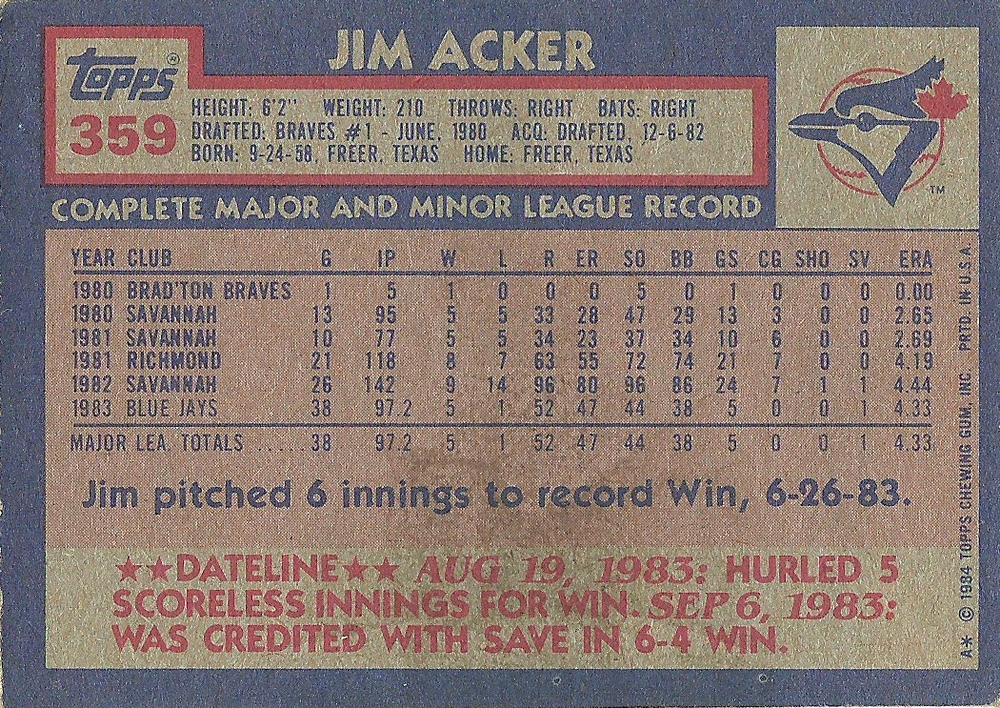 JIM ACKER
topps®
359
HEIGHT: 6'2" WEIGHT: 210 THROWS: RIGHT BATS: RIGHT
DRAFTED: BRAVES #1 - JUNE, 1980 ACQ. DRAFTED, 12-6-82
BORN: 9-24-58, FREER, TEXAS HOME: FREER, TEXAS
TM
COMPLETE MAJOR AND MINOR LEAGUE RECORD
YEAR CLUB G IP W L R ER SO BB GS CG SHO SV ERA
1980 BRAD'TON BRAVES 1 5 1 0 0 0 5 0 1 0 0 0 0.00
1980 SAVANNAH 13 95 5 5 33 28 47 29 13 3 0 0 2.65
1981 SAVANNAH 10 77 5 5 34 23 37 34 10 6 0 0 2.69
1981 RICHMOND 21 118 8 7 63 55 72 74 21 7 0 0 4.19
1982 SAVANNAH 26 142 9 14 96 80 96 86 24 7 1 1 4.44
1983 BLUE JAYS 38 97.2 5 1 52 47 44 38 5 0 0 1 4.33
MAJOR LEA. TOTALS ..... 38 97.2 5 1 52 47 44 38 5 0 0 1 4.33
Jim pitched 6 innings to record Win, 6-26-83.
★★DATELINE★★ AUG 19, 1983: HURLED 5
SCORELESS INNINGS FOR WIN. SEP 6, 1983:
WAS CREDITED WITH SAVE IN 6-4 WIN.
A* © 1984 TOPPS CHEWING GUM, INC. PRTD. IN U.S.A.